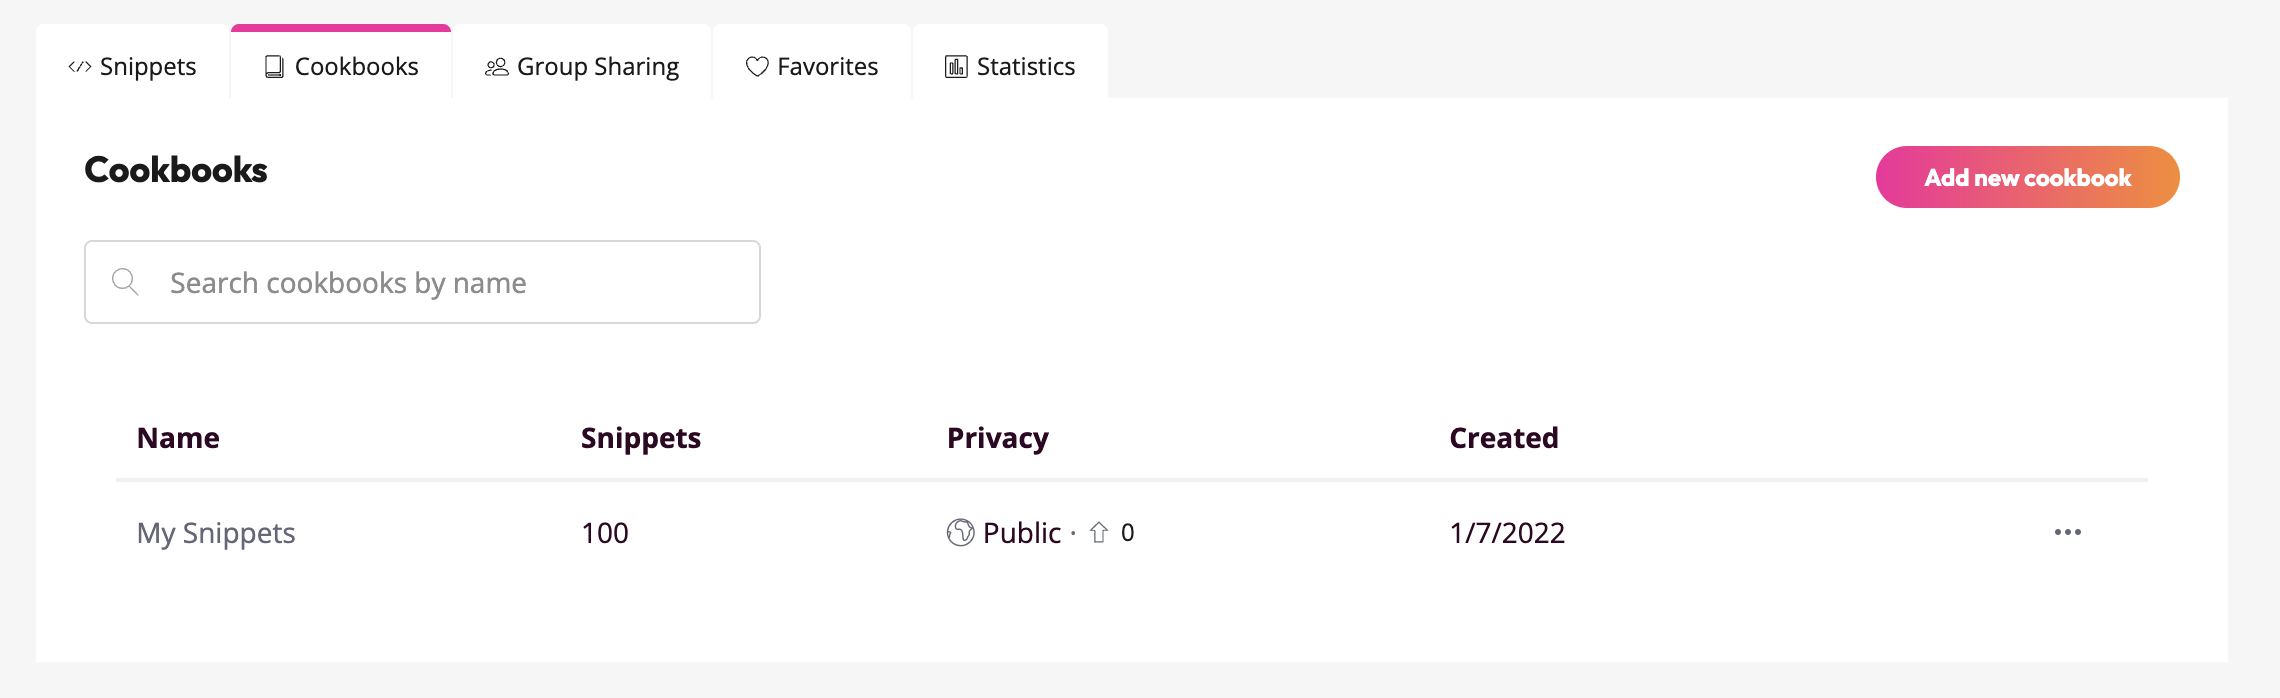 Snippets Cookbooks Group Sharing Favorites Statistics
Cookbooks
Add new cookbook
Search cookbooks by name
Name Snippets Privacy Created
My Snippets 100 Public · 0 1/7/2022 •••